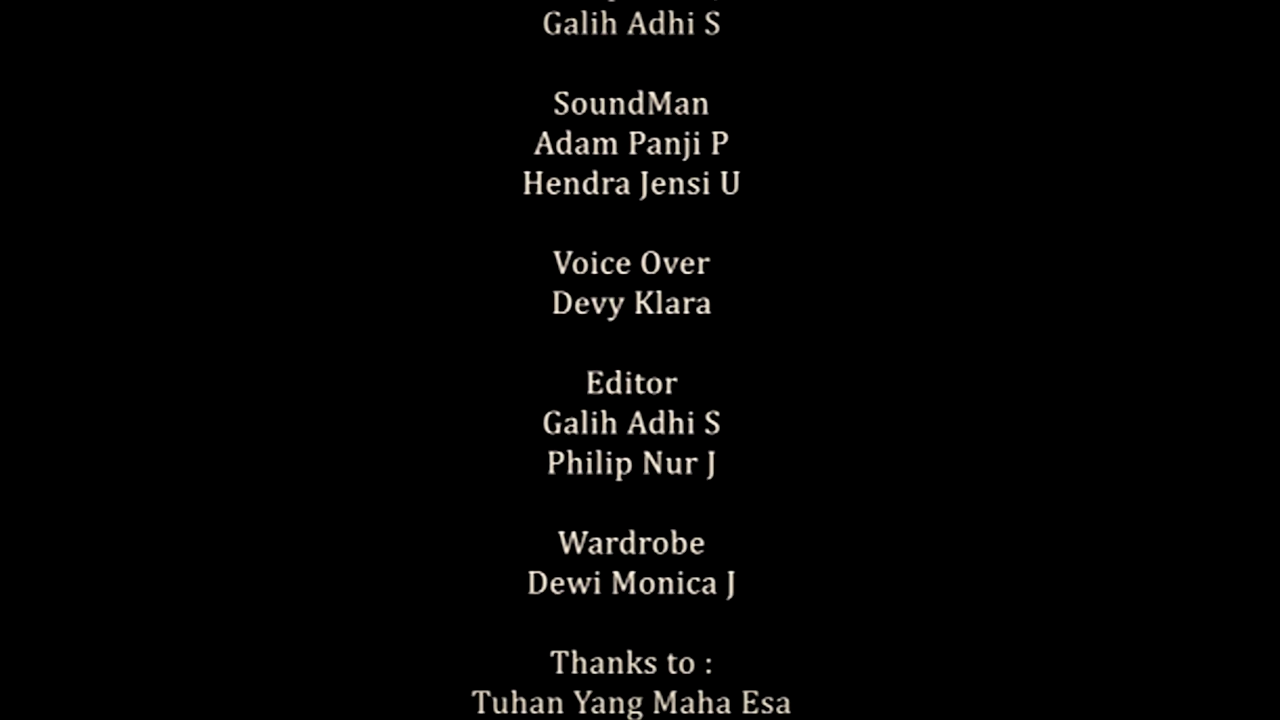 Galih Adhi S
SoundMan
Adam Panji P
Hendra Jensi U
Voice Over
Devy Klara
Editor
Galih Adhi S
Philip Nur J
Wardrobe
Dewi Monica J
Thanks to :
Tuhan Yang Maha Esa